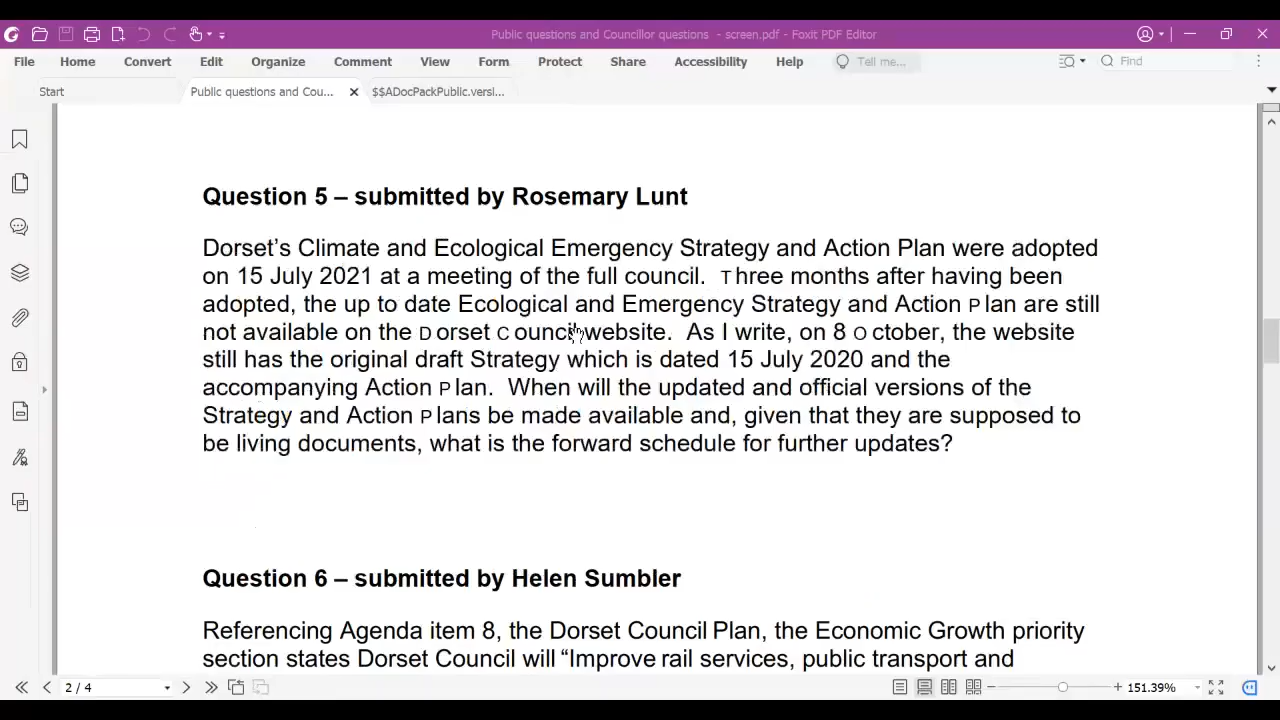 Public questions and Councillor questions - screen.pdf - Foxit PDF Editor
File Home Convert Edit Organize Comment View Form Protect Share Accessibility Help Tell me... Find
Start Public questions and Cou... $$ADocPackPublic.versi...
Question 5 – submitted by Rosemary Lunt
Dorset’s Climate and Ecological Emergency Strategy and Action Plan were adopted
on 15 July 2021 at a meeting of the full council. Three months after having been
adopted, the up to date Ecological and Emergency Strategy and Action Plan are still
not available on the Dorset Council website. As I write, on 8 October, the website
still has the original draft Strategy which is dated 15 July 2020 and the
accompanying Action Plan. When will the updated and official versions of the
Strategy and Action Plans be made available and, given that they are supposed to
be living documents, what is the forward schedule for further updates?
Question 6 – submitted by Helen Sumbler
Referencing Agenda item 8, the Dorset Council Plan, the Economic Growth priority
section states Dorset Council will “Improve rail services, public transport and
2 / 4 151.39%